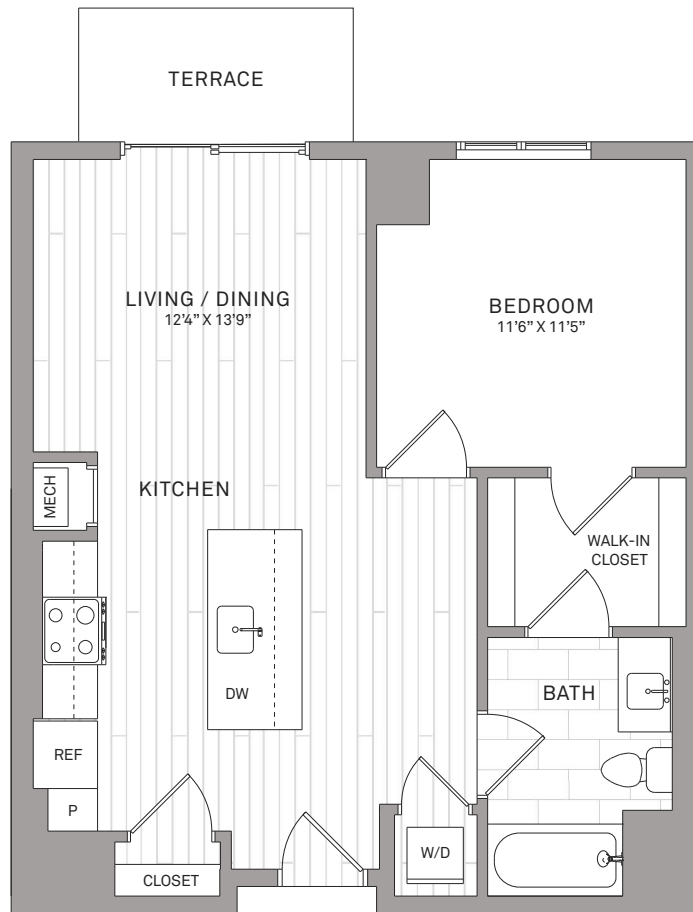 TERRACE
LIVING / DINING
12’4” X 13’9”
BEDROOM
11’6” X 11’5”
MECH
KITCHEN
WALK-IN
CLOSET
DW
BATH
REF
P
W/D
CLOSET